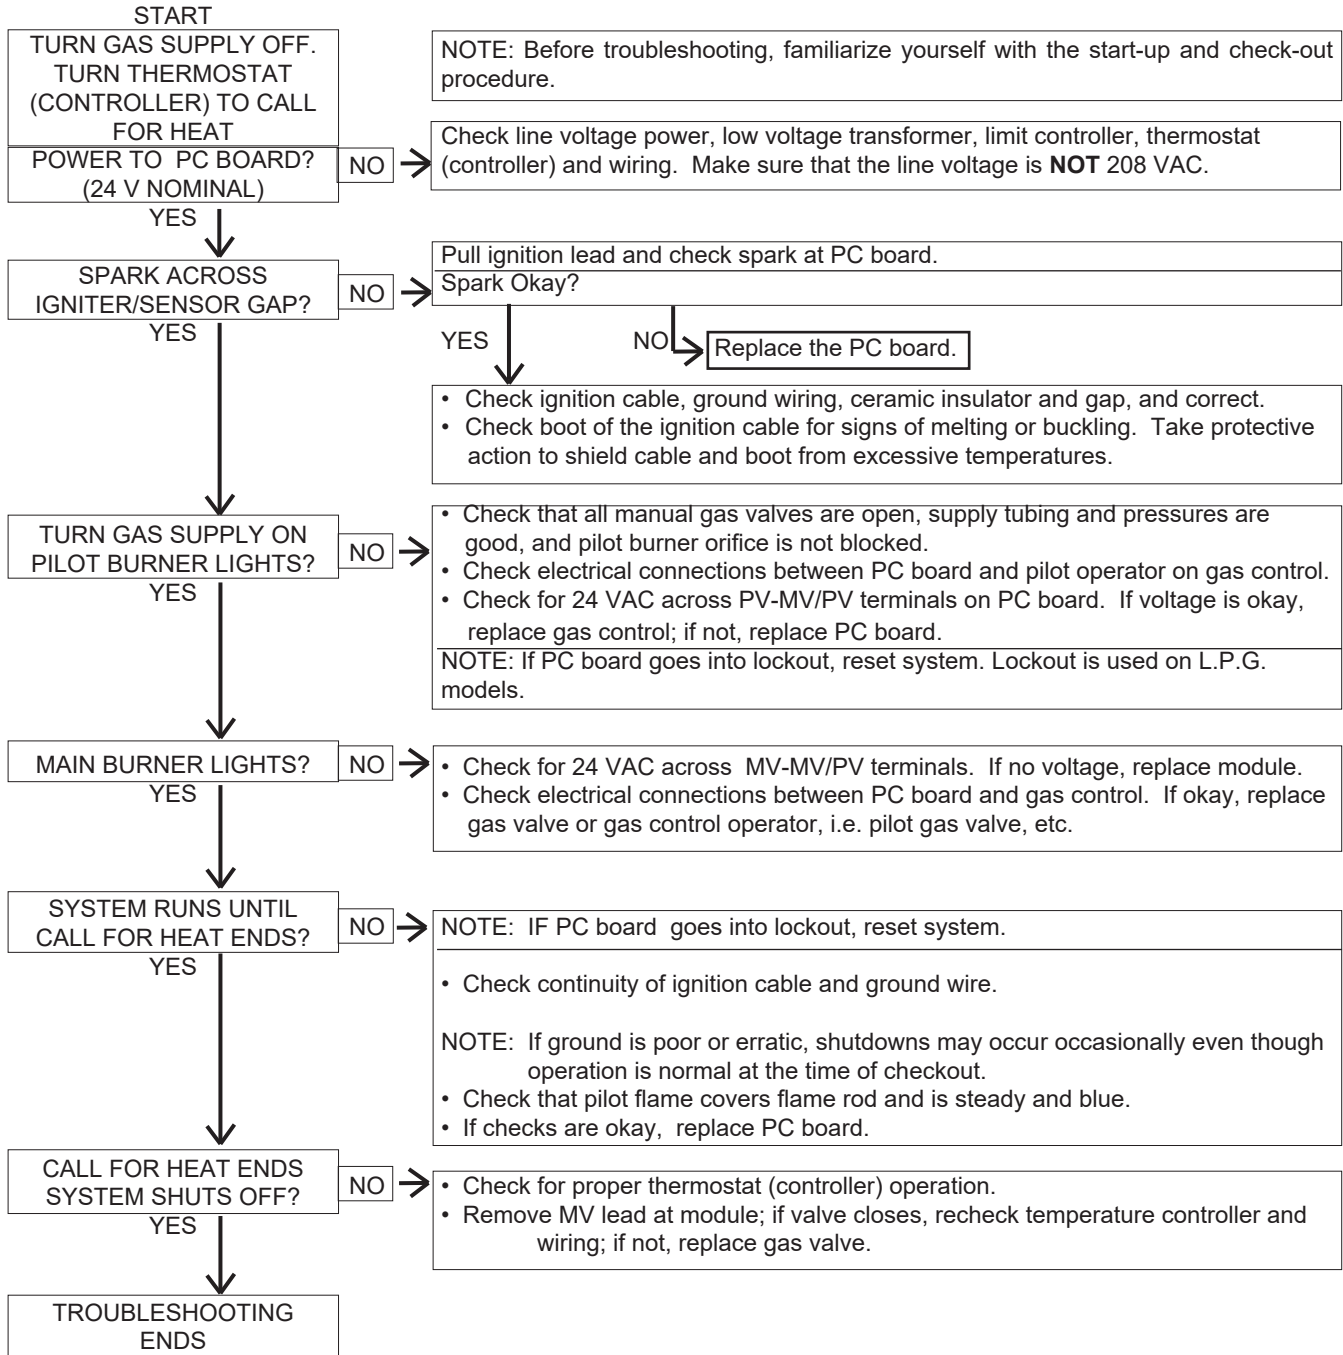 START
TURN GAS SUPPLY OFF.
TURN THERMOSTAT
(CONTROLLER) TO CALL
FOR HEAT
NOTE: Before troubleshooting, familiarize yourself with the start-up and check-out
procedure.
POWER TO PC BOARD?
(24 V NOMINAL)
NO
Check line voltage power, low voltage transformer, limit controller, thermostat
(controller) and wiring. Make sure that the line voltage is NOT 208 VAC.
YES
SPARK ACROSS
IGNITER/SENSOR GAP?
NO
Pull ignition lead and check spark at PC board.
Spark Okay?
YES
YES
NO
Replace the PC board.
• Check ignition cable, ground wiring, ceramic insulator and gap, and correct.
• Check boot of the ignition cable for signs of melting or buckling. Take protective
action to shield cable and boot from excessive temperatures.
TURN GAS SUPPLY ON
PILOT BURNER LIGHTS?
NO
• Check that all manual gas valves are open, supply tubing and pressures are
good, and pilot burner orifice is not blocked.
• Check electrical connections between PC board and pilot operator on gas control.
• Check for 24 VAC across PV-MV/PV terminals on PC board. If voltage is okay,
replace gas control; if not, replace PC board.
NOTE: If PC board goes into lockout, reset system. Lockout is used on L.P.G.
models.
YES
MAIN BURNER LIGHTS?
NO
• Check for 24 VAC across MV-MV/PV terminals. If no voltage, replace module.
• Check electrical connections between PC board and gas control. If okay, replace
gas valve or gas control operator, i.e. pilot gas valve, etc.
YES
SYSTEM RUNS UNTIL
CALL FOR HEAT ENDS?
NO
NOTE: IF PC board goes into lockout, reset system.
• Check continuity of ignition cable and ground wire.
NOTE: If ground is poor or erratic, shutdowns may occur occasionally even though
operation is normal at the time of checkout.
• Check that pilot flame covers flame rod and is steady and blue.
• If checks are okay, replace PC board.
YES
CALL FOR HEAT ENDS
SYSTEM SHUTS OFF?
NO
• Check for proper thermostat (controller) operation.
• Remove MV lead at module; if valve closes, recheck temperature controller and
wiring; if not, replace gas valve.
YES
TROUBLESHOOTING
ENDS